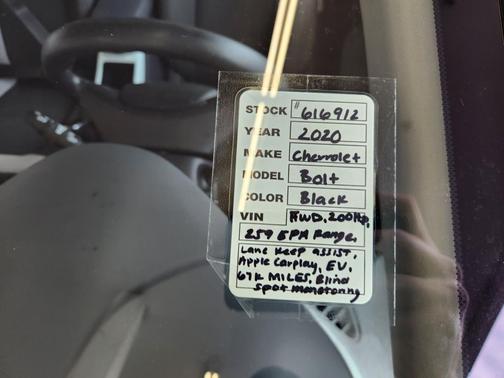 STOCK # 616912
YEAR 2020
MAKE Chevrolet
MODEL Bolt
COLOR Black
VIN FWD, 200Hp,
259 EPA Range,
Lane Keep assist,
Apple Carplay, EV,
67K MILES, Blind
Spot monitoring